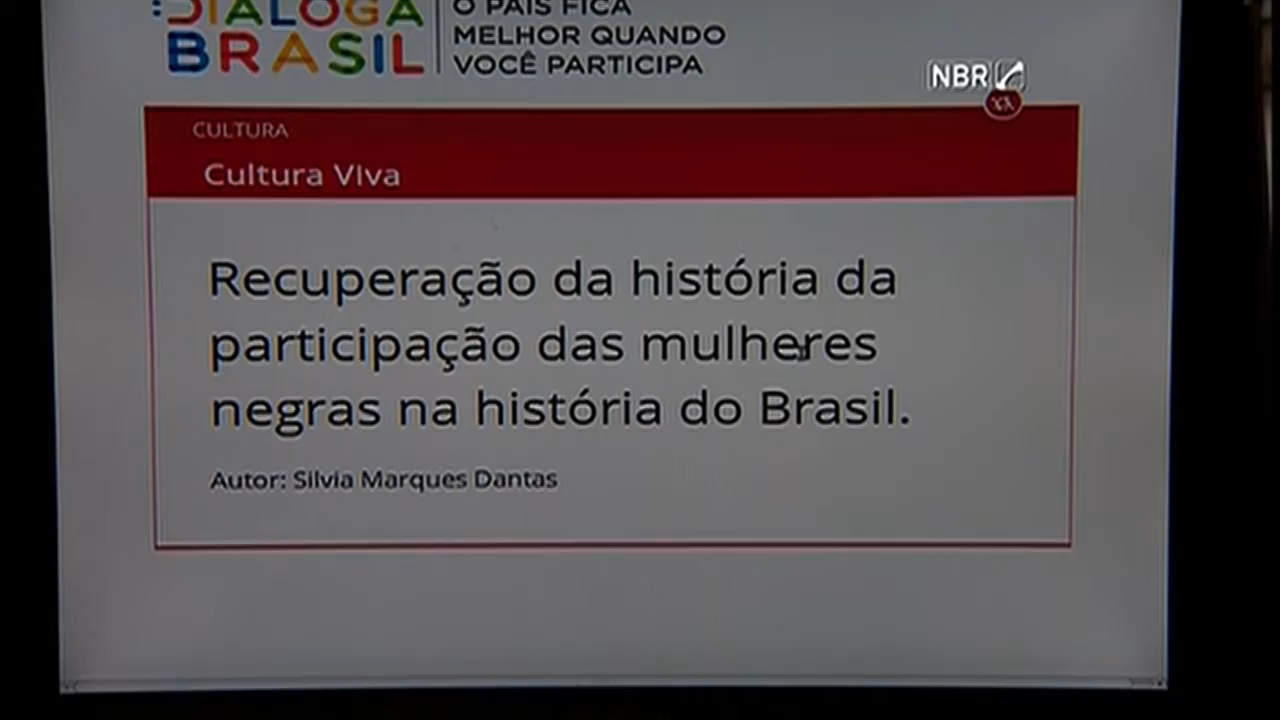 DIALOGA
BRASIL
O PAÍS FICA
MELHOR QUANDO
VOCÊ PARTICIPA
NBR
CULTURA
Cultura Viva
Recuperação da história da
participação das mulheres
negras na história do Brasil.
Autor: Silvia Marques Dantas